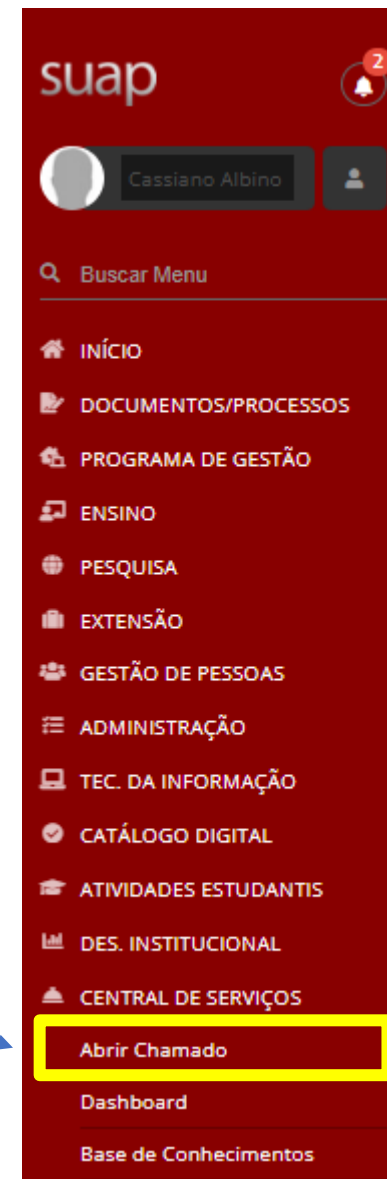 suap
2
Cassiano Albino
Buscar Menu
INÍCIO
DOCUMENTOS/PROCESSOS
PROGRAMA DE GESTÃO
ENSINO
PESQUISA
EXTENSÃO
GESTÃO DE PESSOAS
ADMINISTRAÇÃO
TEC. DA INFORMAÇÃO
CATÁLOGO DIGITAL
ATIVIDADES ESTUDANTIS
DES. INSTITUCIONAL
CENTRAL DE SERVIÇOS
Abrir Chamado
Dashboard
Base de Conhecimentos